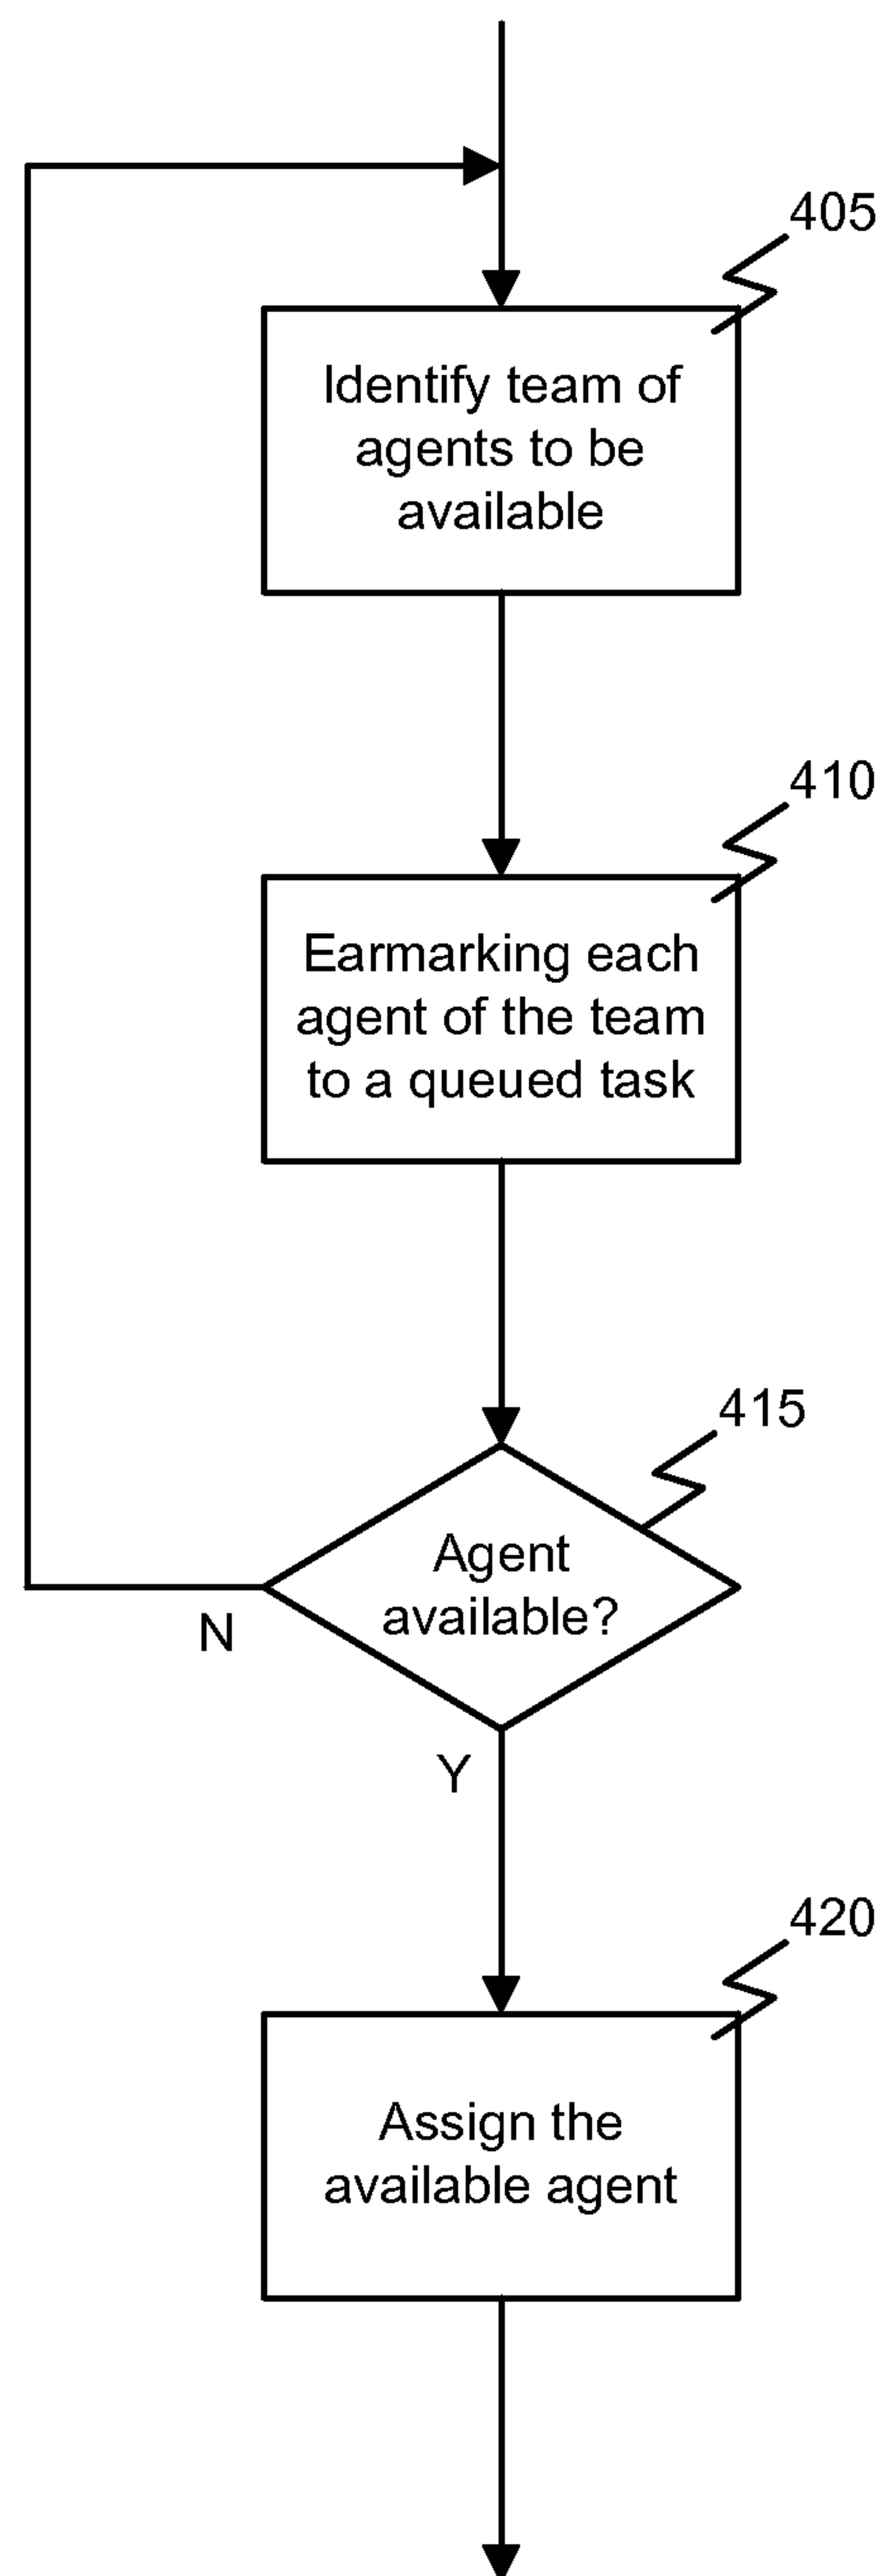 405
Identify team of
agents to be
available
410
Earmarking each
agent of the team
to a queued task
415
Agent
available?
N
Y
420
Assign the
available agent